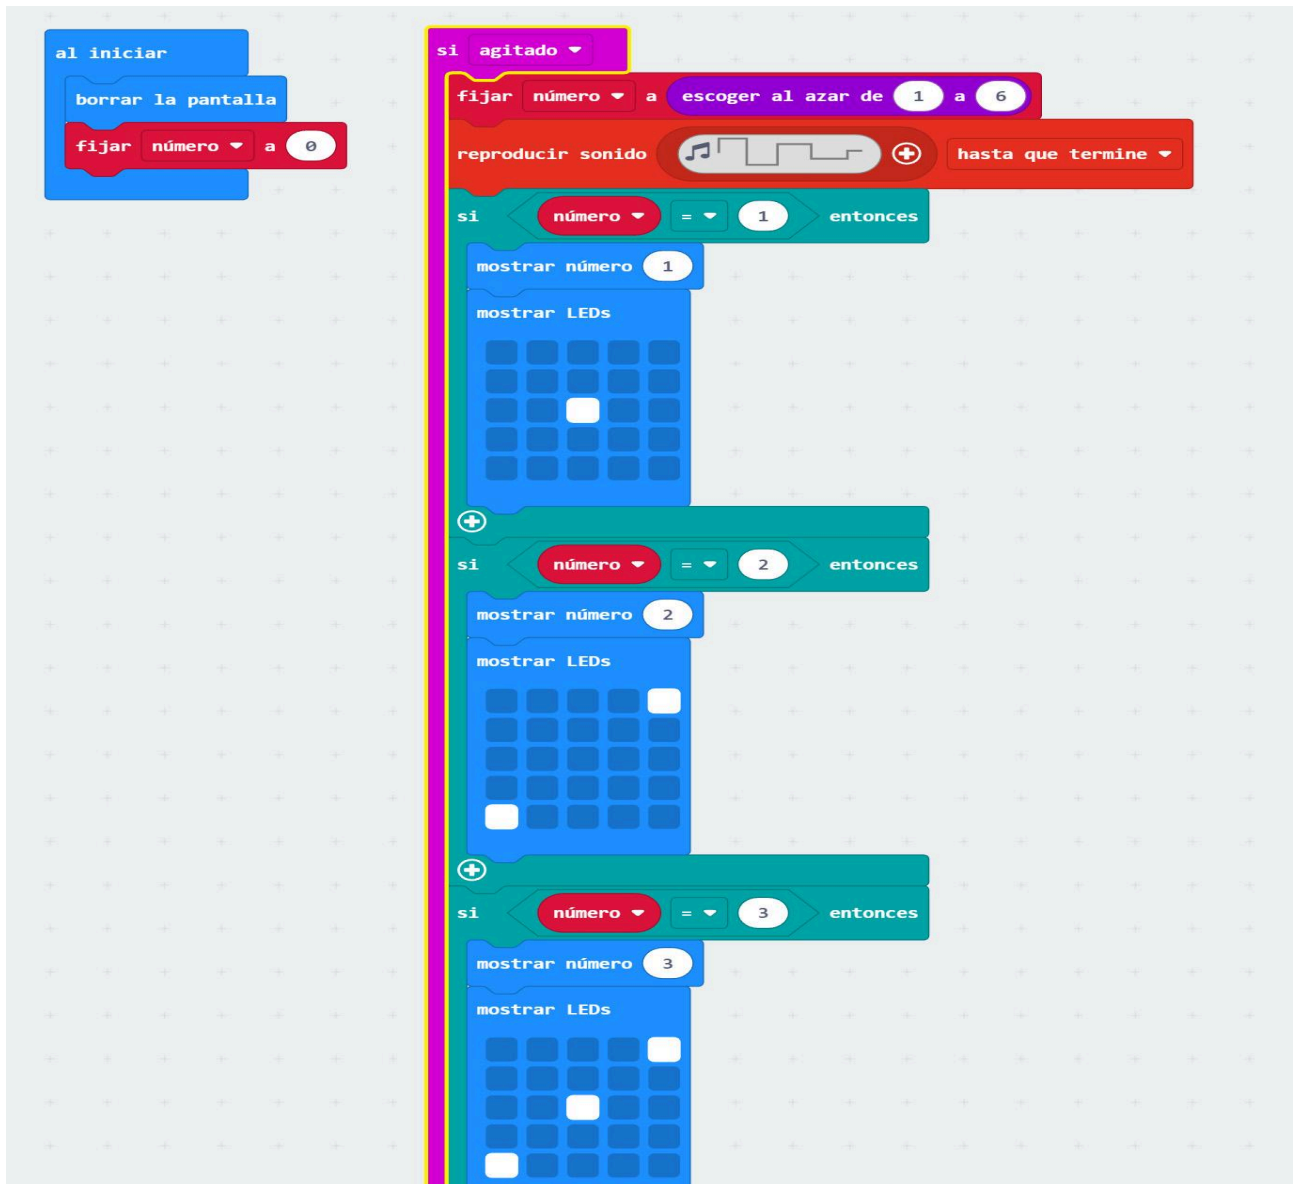 al iniciar
borrar la pantalla
fijar número a 0
si agitado
fijar número a escoger al azar de 1 a 6
reproducir sonido hasta que termine
si número = 1 entonces
mostrar número 1
mostrar LEDs
si número = 2 entonces
mostrar número 2
mostrar LEDs
si número = 3 entonces
mostrar número 3
mostrar LEDs